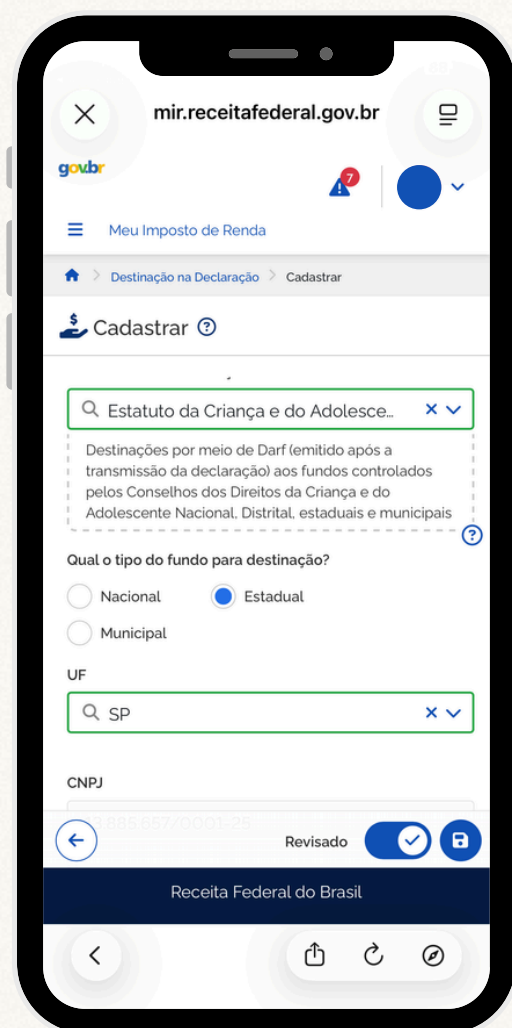 mir.receitafederal.gov.br
gov.br
7
Meu Imposto de Renda
Destinação na Declaração > Cadastrar
Cadastrar
Estatuto da Criança e do Adolesce...
Destinações por meio de Darf (emitido após a
transmissão da declaração) aos fundos controlados
pelos Conselhos dos Direitos da Criança e do
Adolescente Nacional, Distrital, estaduais e municipais
Qual o tipo do fundo para destinação?
Nacional Estadual
Municipal
UF
SP
CNPJ
Revisado
Receita Federal do Brasil